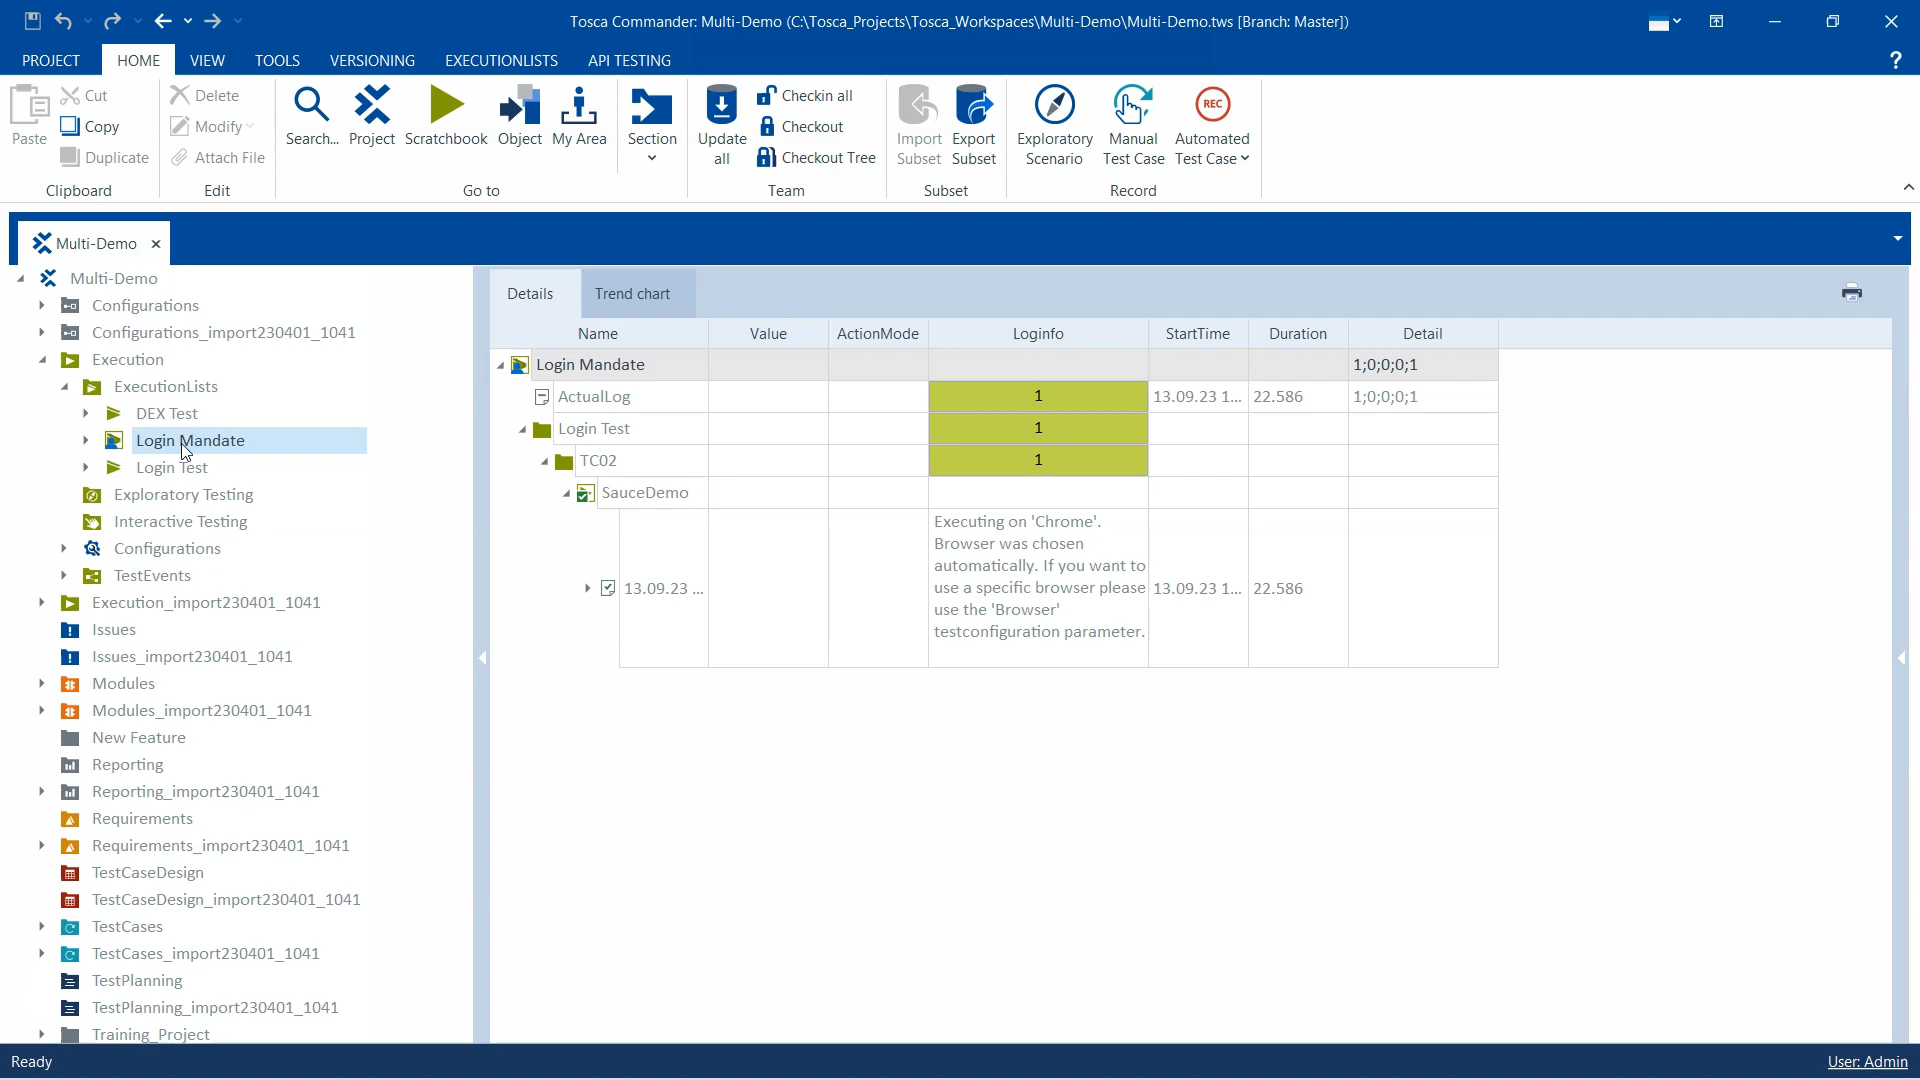 Tosca Commander: Multi-Demo (C:\Tosca_Projects\Tosca_Workspaces\Multi-Demo\Multi-Demo.tws [Branch: Master])
PROJECT HOME VIEW TOOLS VERSIONING EXECUTIONLISTS API TESTING ?
Paste Cut Copy Duplicate Clipboard
Delete Modify Attach File Edit
Search... Project Scratchbook Object My Area Section Go to
Update all Checkin all Checkout Checkout Tree Team
Import Subset Export Subset Subset
Exploratory Scenario Manual Test Case REC Automated Test Case Record
Multi-Demo
Multi-Demo
Configurations
Configurations_import230401_1041
Execution
ExecutionLists
DEX Test
Login Mandate
Login Test
Exploratory Testing
Interactive Testing
Configurations
TestEvents
Execution_import230401_1041
Issues
Issues_import230401_1041
Modules
Modules_import230401_1041
New Feature
Reporting
Reporting_import230401_1041
Requirements
Requirements_import230401_1041
TestCaseDesign
TestCaseDesign_import230401_1041
TestCases
TestCases_import230401_1041
TestPlanning
TestPlanning_import230401_1041
Training_Project
Details Trend chart
Name Value ActionMode Loginfo StartTime Duration Detail
Login Mandate 1;0;0;0;1
ActualLog 1 13.09.23 1... 22.586 1;0;0;0;1
Login Test 1
TC02 1
SauceDemo
Executing on 'Chrome'.
Browser was chosen
automatically. If you want to
13.09.23 ... use a specific browser please 13.09.23 1... 22.586
use the 'Browser'
testconfiguration parameter.
Ready User: Admin